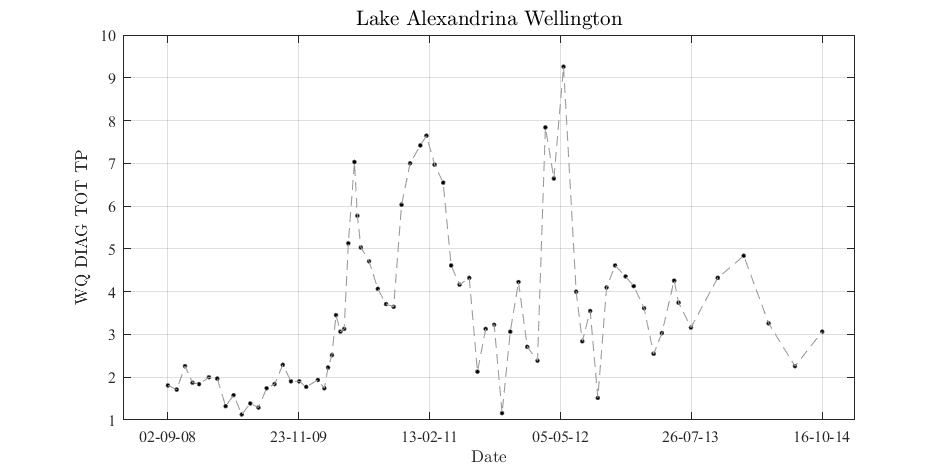 Lake Alexandrina Wellington
10
9
8
7
6
5
4
3
2
1
WQ DIAG TOT TP
02-09-08 23-11-09 13-02-11 05-05-12 26-07-13 16-10-14
Date